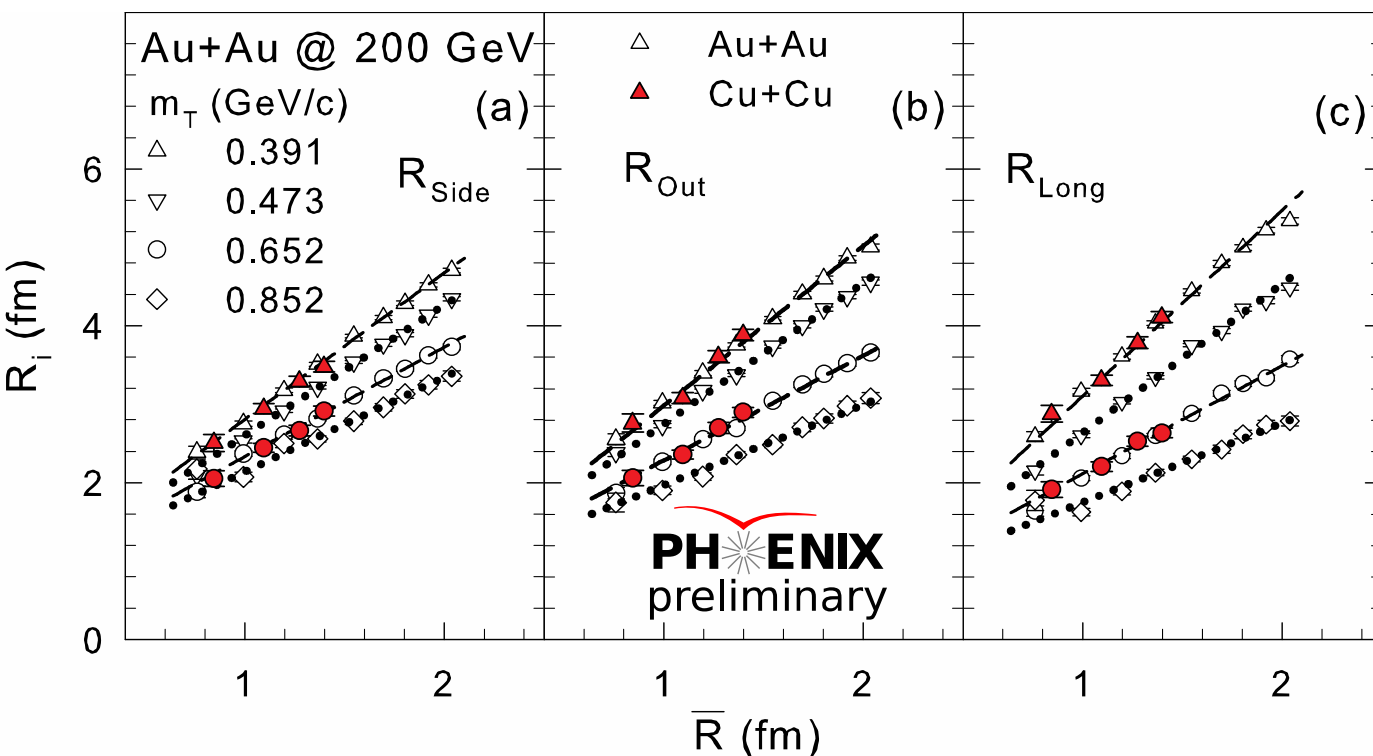 Au+Au @ 200 GeV
m_T (GeV/c)
0.391
0.473
0.652
0.852
(a)
R_Side
Au+Au
Cu+Cu
(b)
R_Out
(c)
R_Long
PHOENIX
preliminary
R_i (fm)
6
4
2
0
1
2
1
2
1
2
R̅ (fm)